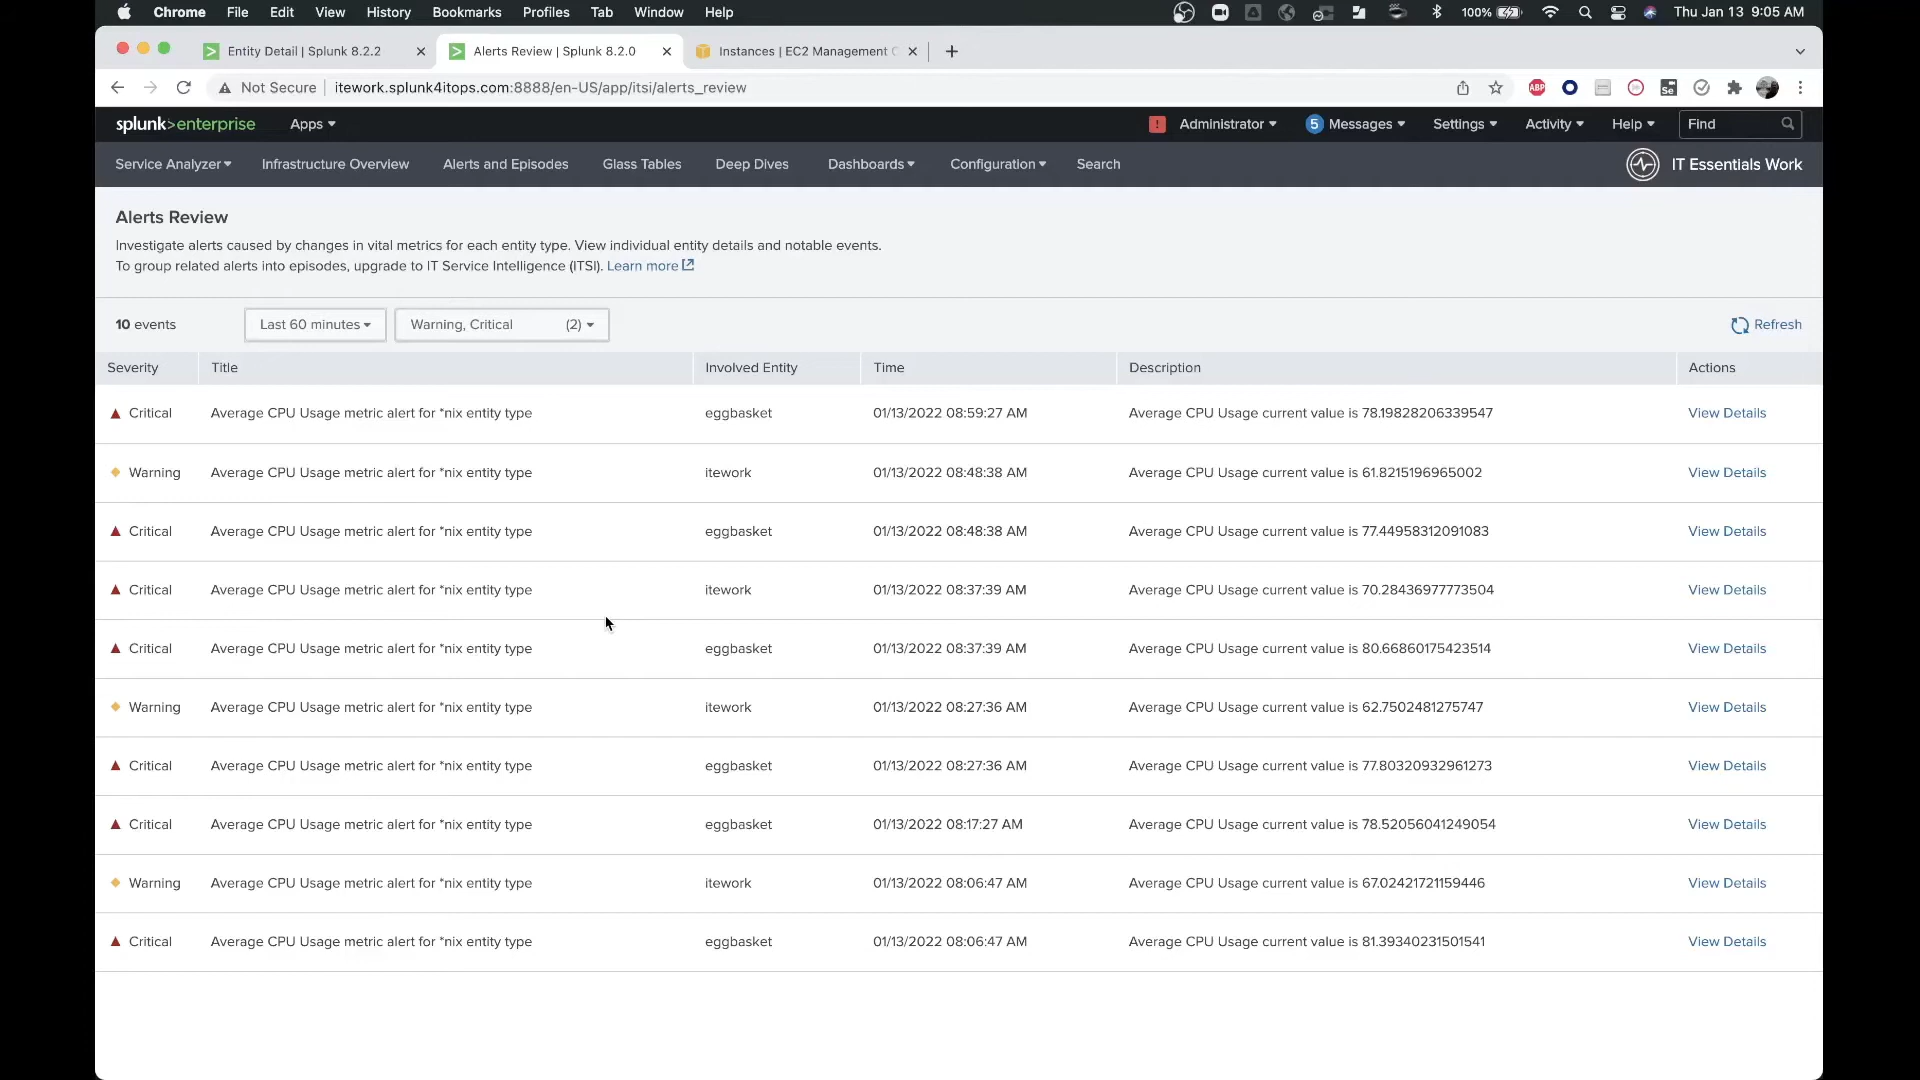 Chrome File Edit View History Bookmarks Profiles Tab Window Help 100% Thu Jan 13 9:05 AM
Entity Detail | Splunk 8.2.2 Alerts Review | Splunk 8.2.0 Instances | EC2 Management
Not Secure itework.splunk4itops.com:8888/en-US/app/itsi/alerts_review ABP Se
splunk>enterprise Apps ! Administrator 5 Messages Settings Activity Help Find
Service Analyzer Infrastructure Overview Alerts and Episodes Glass Tables Deep Dives Dashboards Configuration Search IT Essentials Work
Alerts Review
Investigate alerts caused by changes in vital metrics for each entity type. View individual entity details and notable events.
To group related alerts into episodes, upgrade to IT Service Intelligence (ITSI). Learn more
10 events Last 60 minutes Warning, Critical (2) Refresh
Severity Title Involved Entity Time Description Actions
Critical Average CPU Usage metric alert for *nix entity type eggbasket 01/13/2022 08:59:27 AM Average CPU Usage current value is 78.19828206339547 View Details
Warning Average CPU Usage metric alert for *nix entity type itework 01/13/2022 08:48:38 AM Average CPU Usage current value is 61.8215196965002 View Details
Critical Average CPU Usage metric alert for *nix entity type eggbasket 01/13/2022 08:48:38 AM Average CPU Usage current value is 77.44958312091083 View Details
Critical Average CPU Usage metric alert for *nix entity type itework 01/13/2022 08:37:39 AM Average CPU Usage current value is 70.28436977773504 View Details
Critical Average CPU Usage metric alert for *nix entity type eggbasket 01/13/2022 08:37:39 AM Average CPU Usage current value is 80.66860175423514 View Details
Warning Average CPU Usage metric alert for *nix entity type itework 01/13/2022 08:27:36 AM Average CPU Usage current value is 62.7502481275747 View Details
Critical Average CPU Usage metric alert for *nix entity type eggbasket 01/13/2022 08:27:36 AM Average CPU Usage current value is 77.80320932961273 View Details
Critical Average CPU Usage metric alert for *nix entity type eggbasket 01/13/2022 08:17:27 AM Average CPU Usage current value is 78.52056041249054 View Details
Warning Average CPU Usage metric alert for *nix entity type itework 01/13/2022 08:06:47 AM Average CPU Usage current value is 67.02421721159446 View Details
Critical Average CPU Usage metric alert for *nix entity type eggbasket 01/13/2022 08:06:47 AM Average CPU Usage current value is 81.39340231501541 View Details